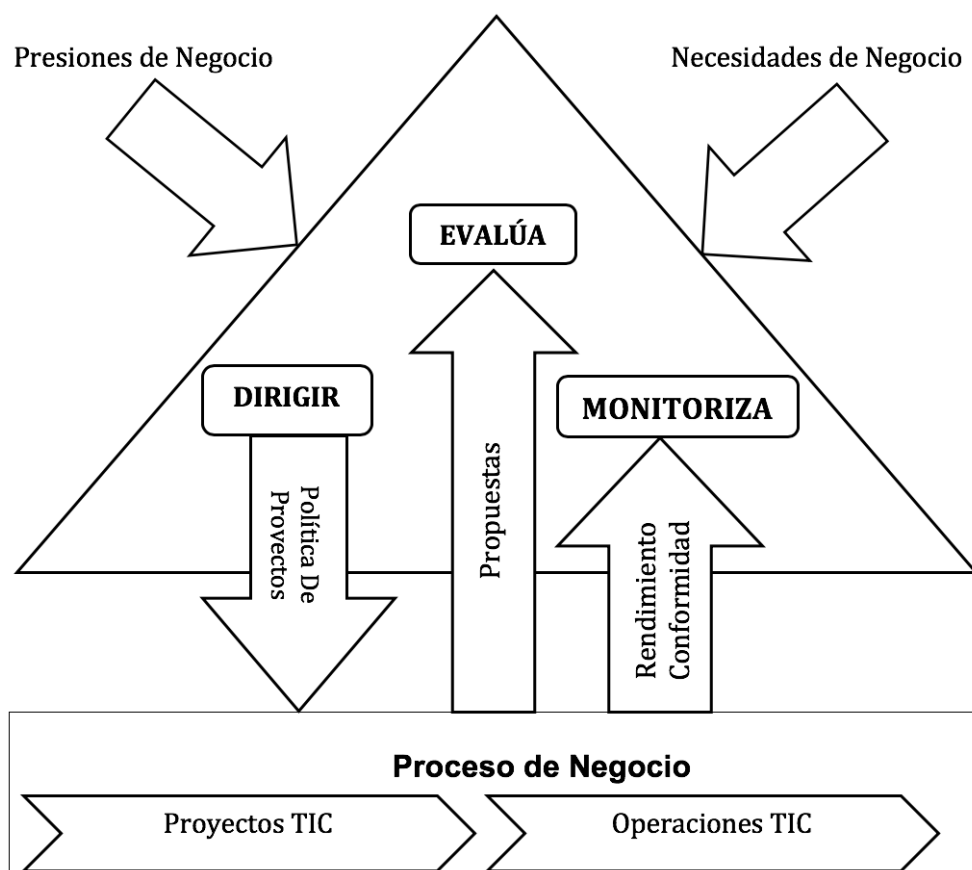 Presiones de Negocio
Necesidades de Negocio
EVALÚA
DIRIGIR
MONITORIZA
Política De
Proyectos
Propuestas
Rendimiento
Conformidad
Proceso de Negocio
Proyectos TIC
Operaciones TIC